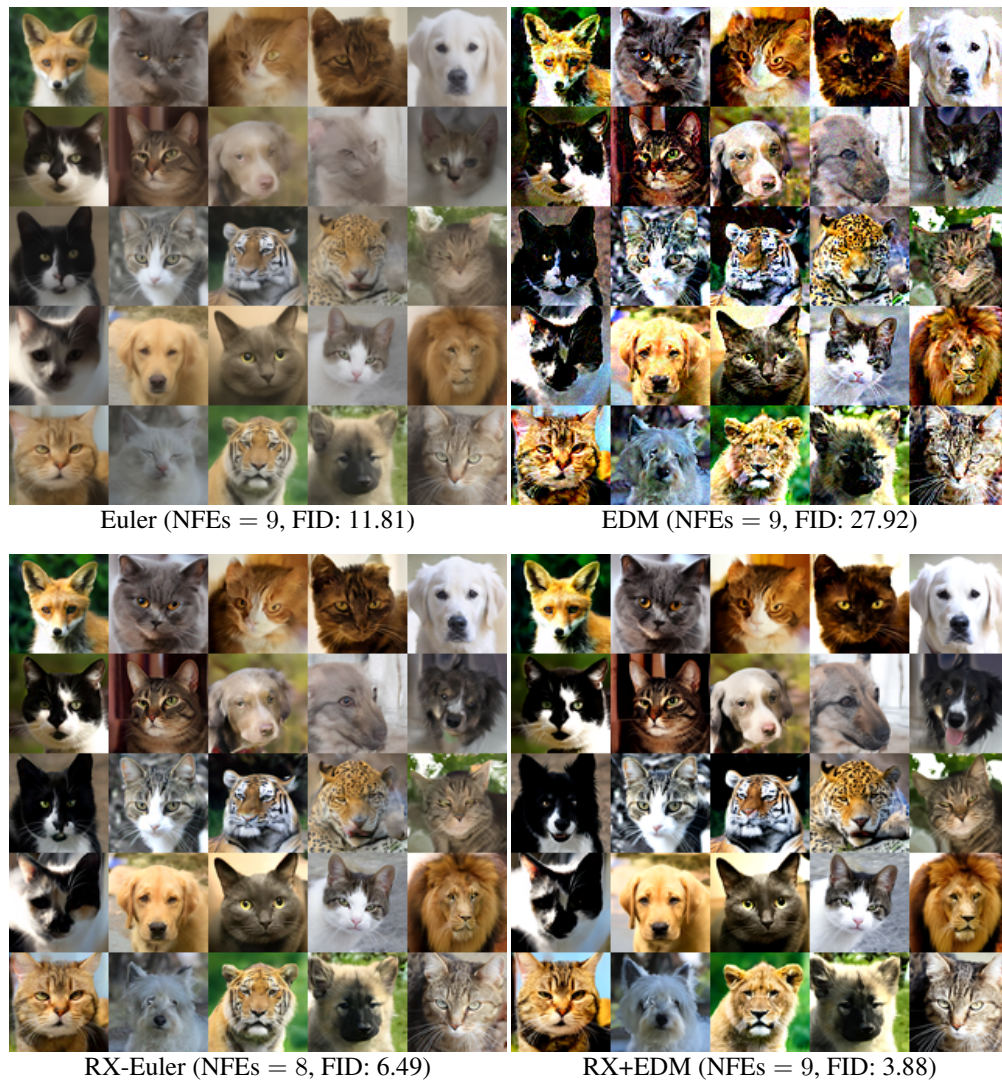 Euler (NFEs = 9, FID: 11.81)
EDM (NFEs = 9, FID: 27.92)
RX-Euler (NFEs = 8, FID: 6.49)
RX+EDM (NFEs = 9, FID: 3.88)